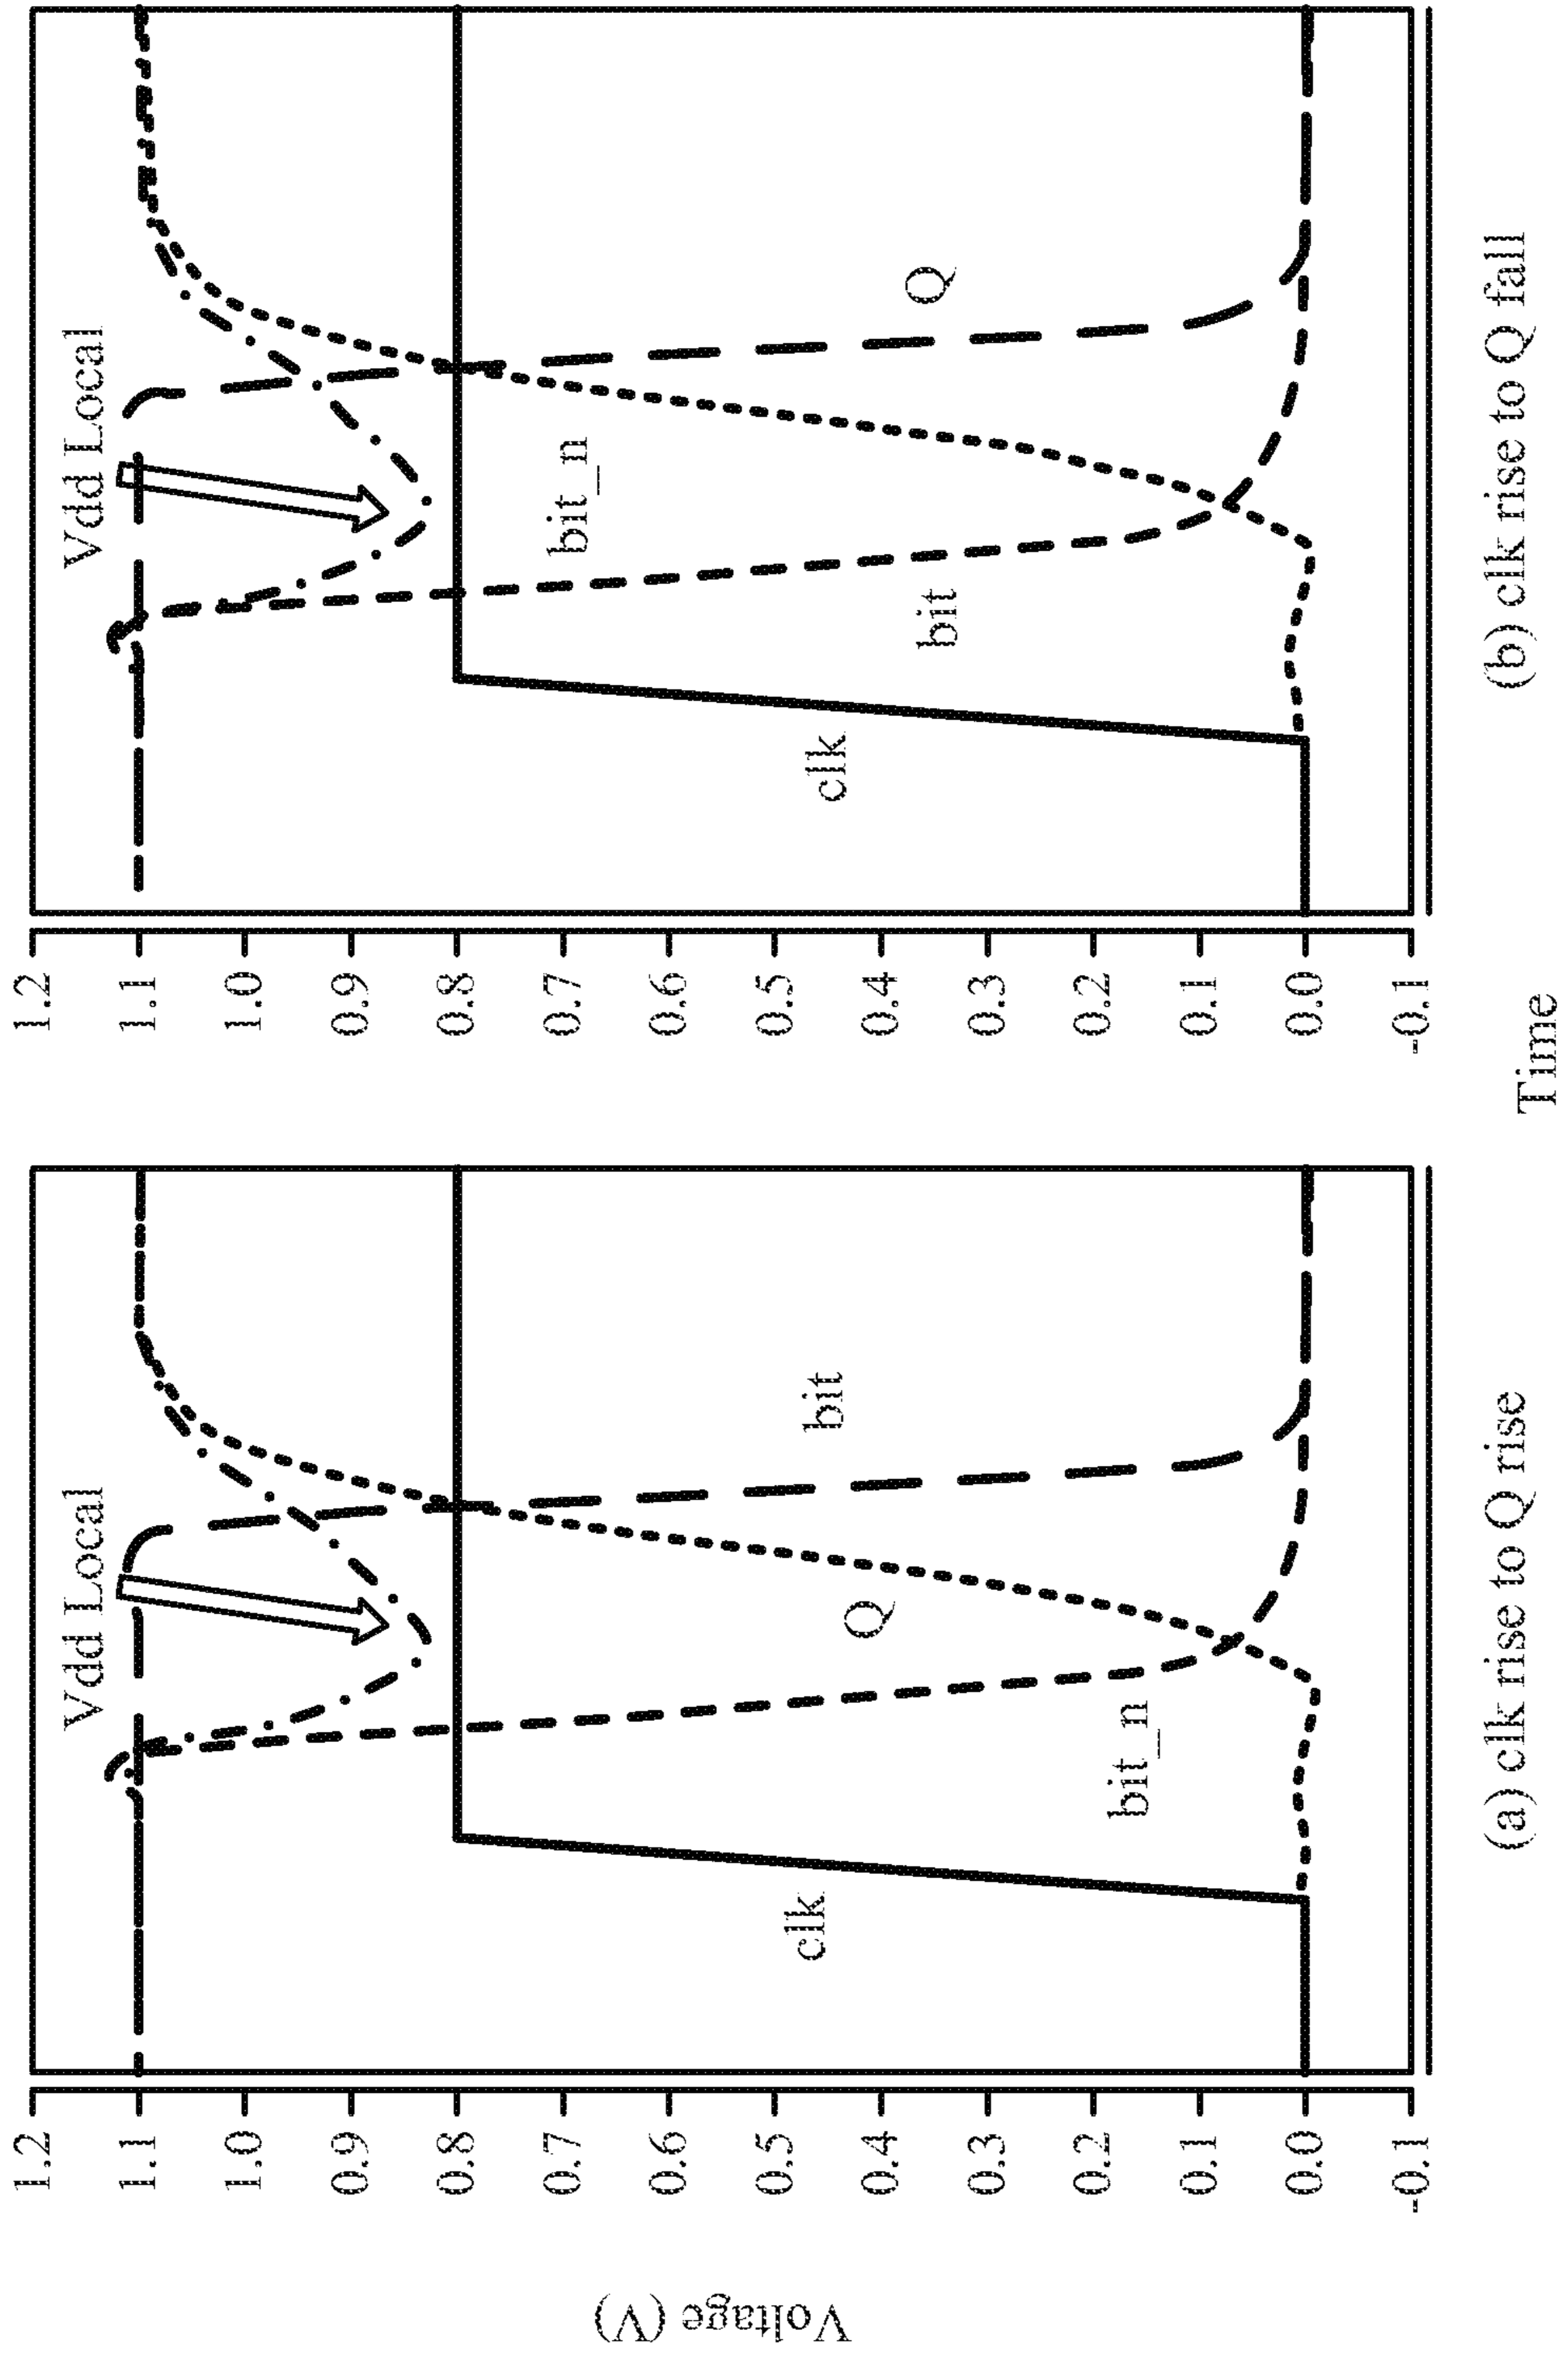 Voltage (V)
1.2
1.1
1.0
0.9
0.8
0.7
0.6
0.5
0.4
0.3
0.2
0.1
0.0
-0.1
Vdd Local
clk
bit_n
Q
bit
(a) clk rise to Q rise
1.2
1.1
1.0
0.9
0.8
0.7
0.6
0.5
0.4
0.3
0.2
0.1
0.0
-0.1
Vdd Local
clk
bit
bit_n
Q
(b) clk rise to Q fall
Time